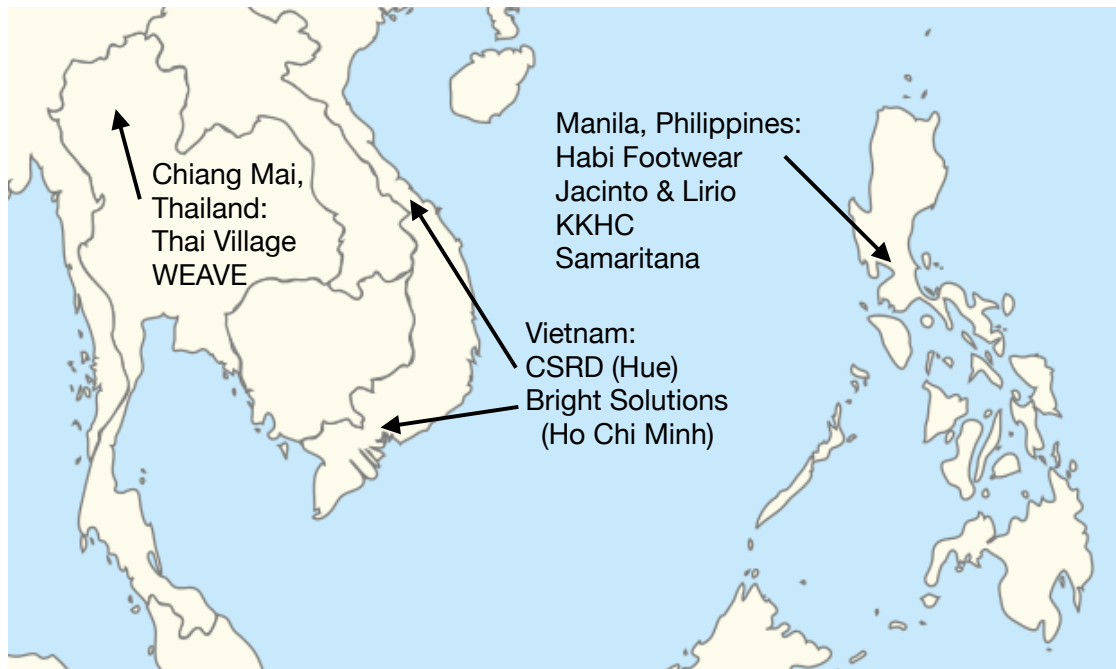 Chiang Mai,
Thailand:
Thai Village
WEAVE
Manila, Philippines:
Habi Footwear
Jacinto & Lirio
KKHC
Samaritana
Vietnam:
CSRD (Hue)
Bright Solutions
(Ho Chi Minh)